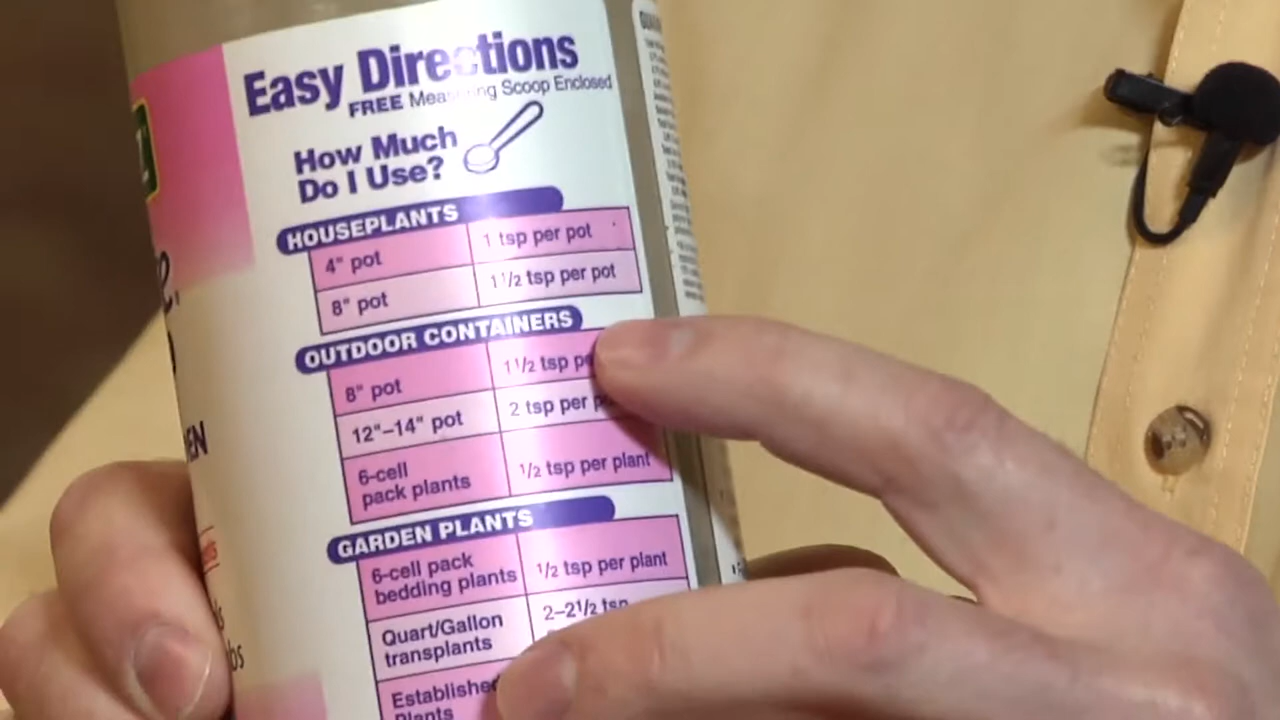 Easy Directions
FREE Measuring Scoop Enclosed
How Much
Do I Use?
HOUSEPLANTS
4" pot 1 tsp per pot
8" pot 1 1/2 tsp per pot
OUTDOOR CONTAINERS
8" pot 1 1/2 tsp
12"–14" pot 2 tsp per
6-cell
pack plants 1/2 tsp per plant
GARDEN PLANTS
6-cell pack
bedding plants 1/2 tsp per plant
Quart/Gallon
transplants 2–2 1/2 tsp
Established
Plants